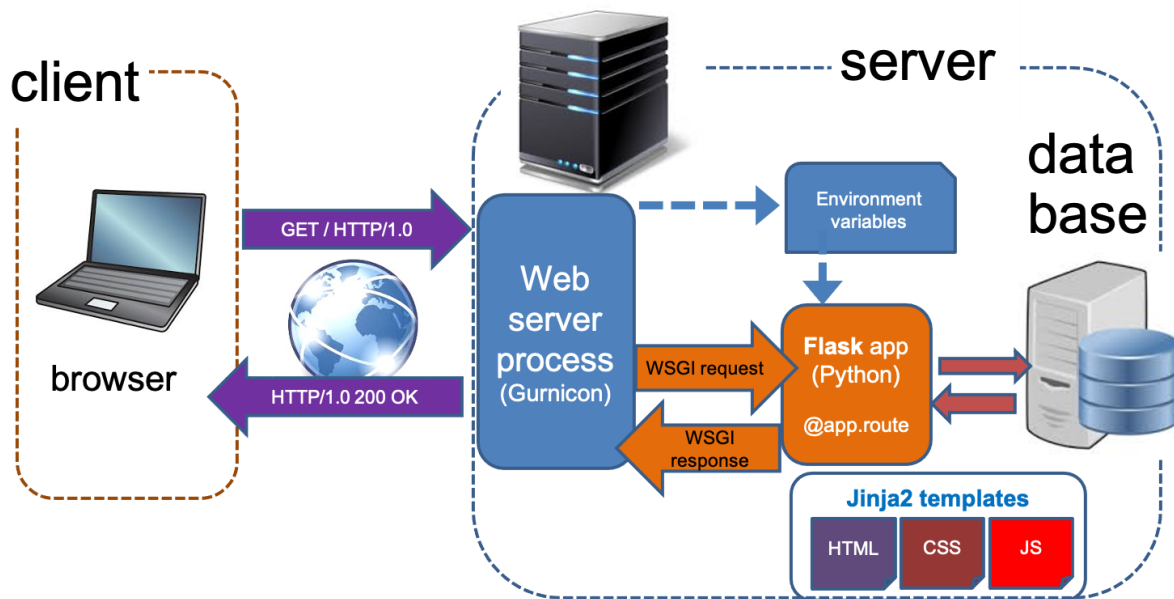 client
server
data
base
GET / HTTP/1.0
Environment
variables
Web
server
process
(Gurnicon)
browser
HTTP/1.0 200 OK
WSGI request
Flask app
(Python)
@app.route
WSGI
response
Jinja2 templates
HTML
CSS
JS